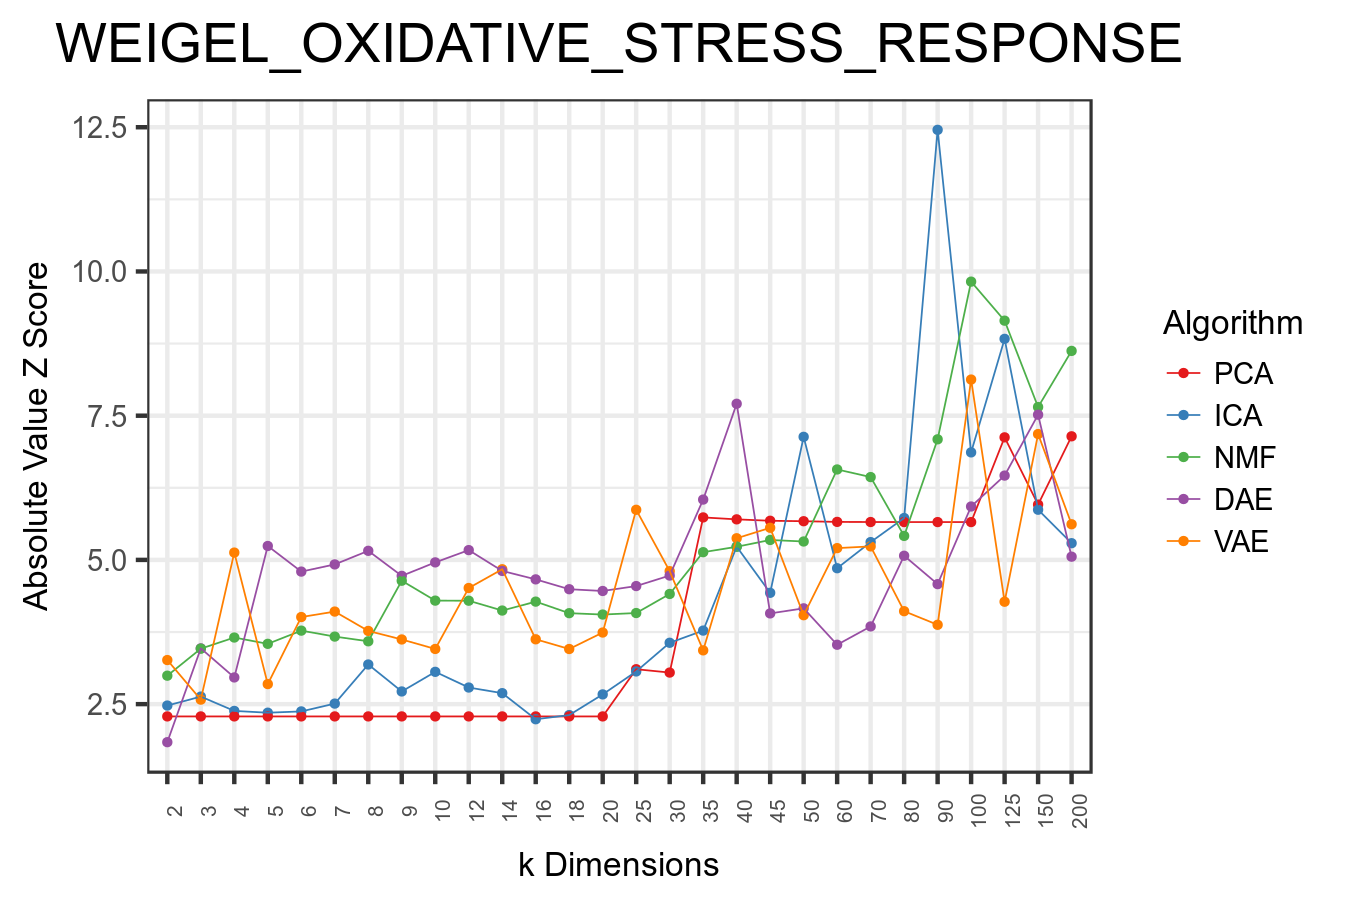 WEIGEL_OXIDATIVE_STRESS_RESPONSE
Absolute Value Z Score
12.5
10.0
7.5
5.0
2.5
2 3 4 5 6 7 8 9 10 12 14 16 18 20 25 30 35 40 45 50 60 70 80 90 100 125 150 200
k Dimensions
Algorithm
PCA
ICA
NMF
DAE
VAE